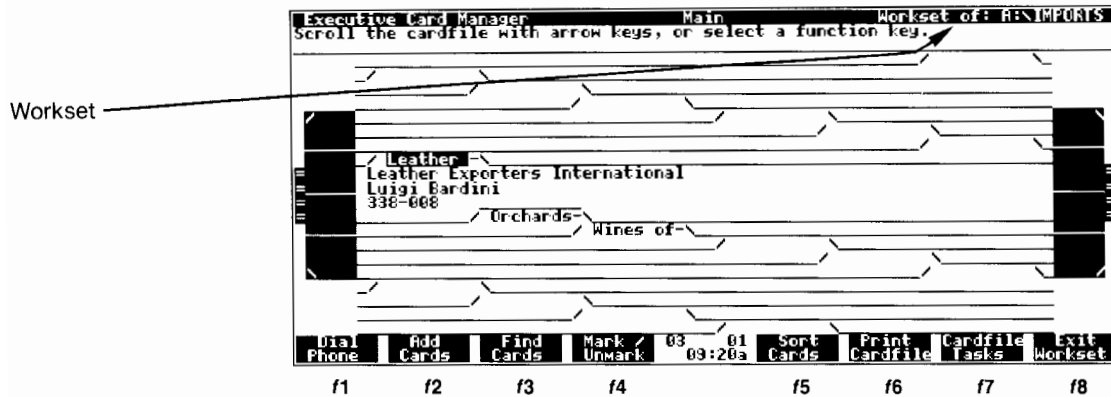 Executive Card Manager Main Workset of: A:\IMPORTS
Scroll the cardfile with arrow keys, or select a function key.
Workset
Leather
Leather Exporters International
Luigi Bardini
338-008
Orchards
Wines of
Dial Phone Add Cards Find Cards Mark / Unmark 03 01 09:20a Sort Cards Print Cardfile Cardfile Tasks Exit Workset
f1 f2 f3 f4 f5 f6 f7 f8